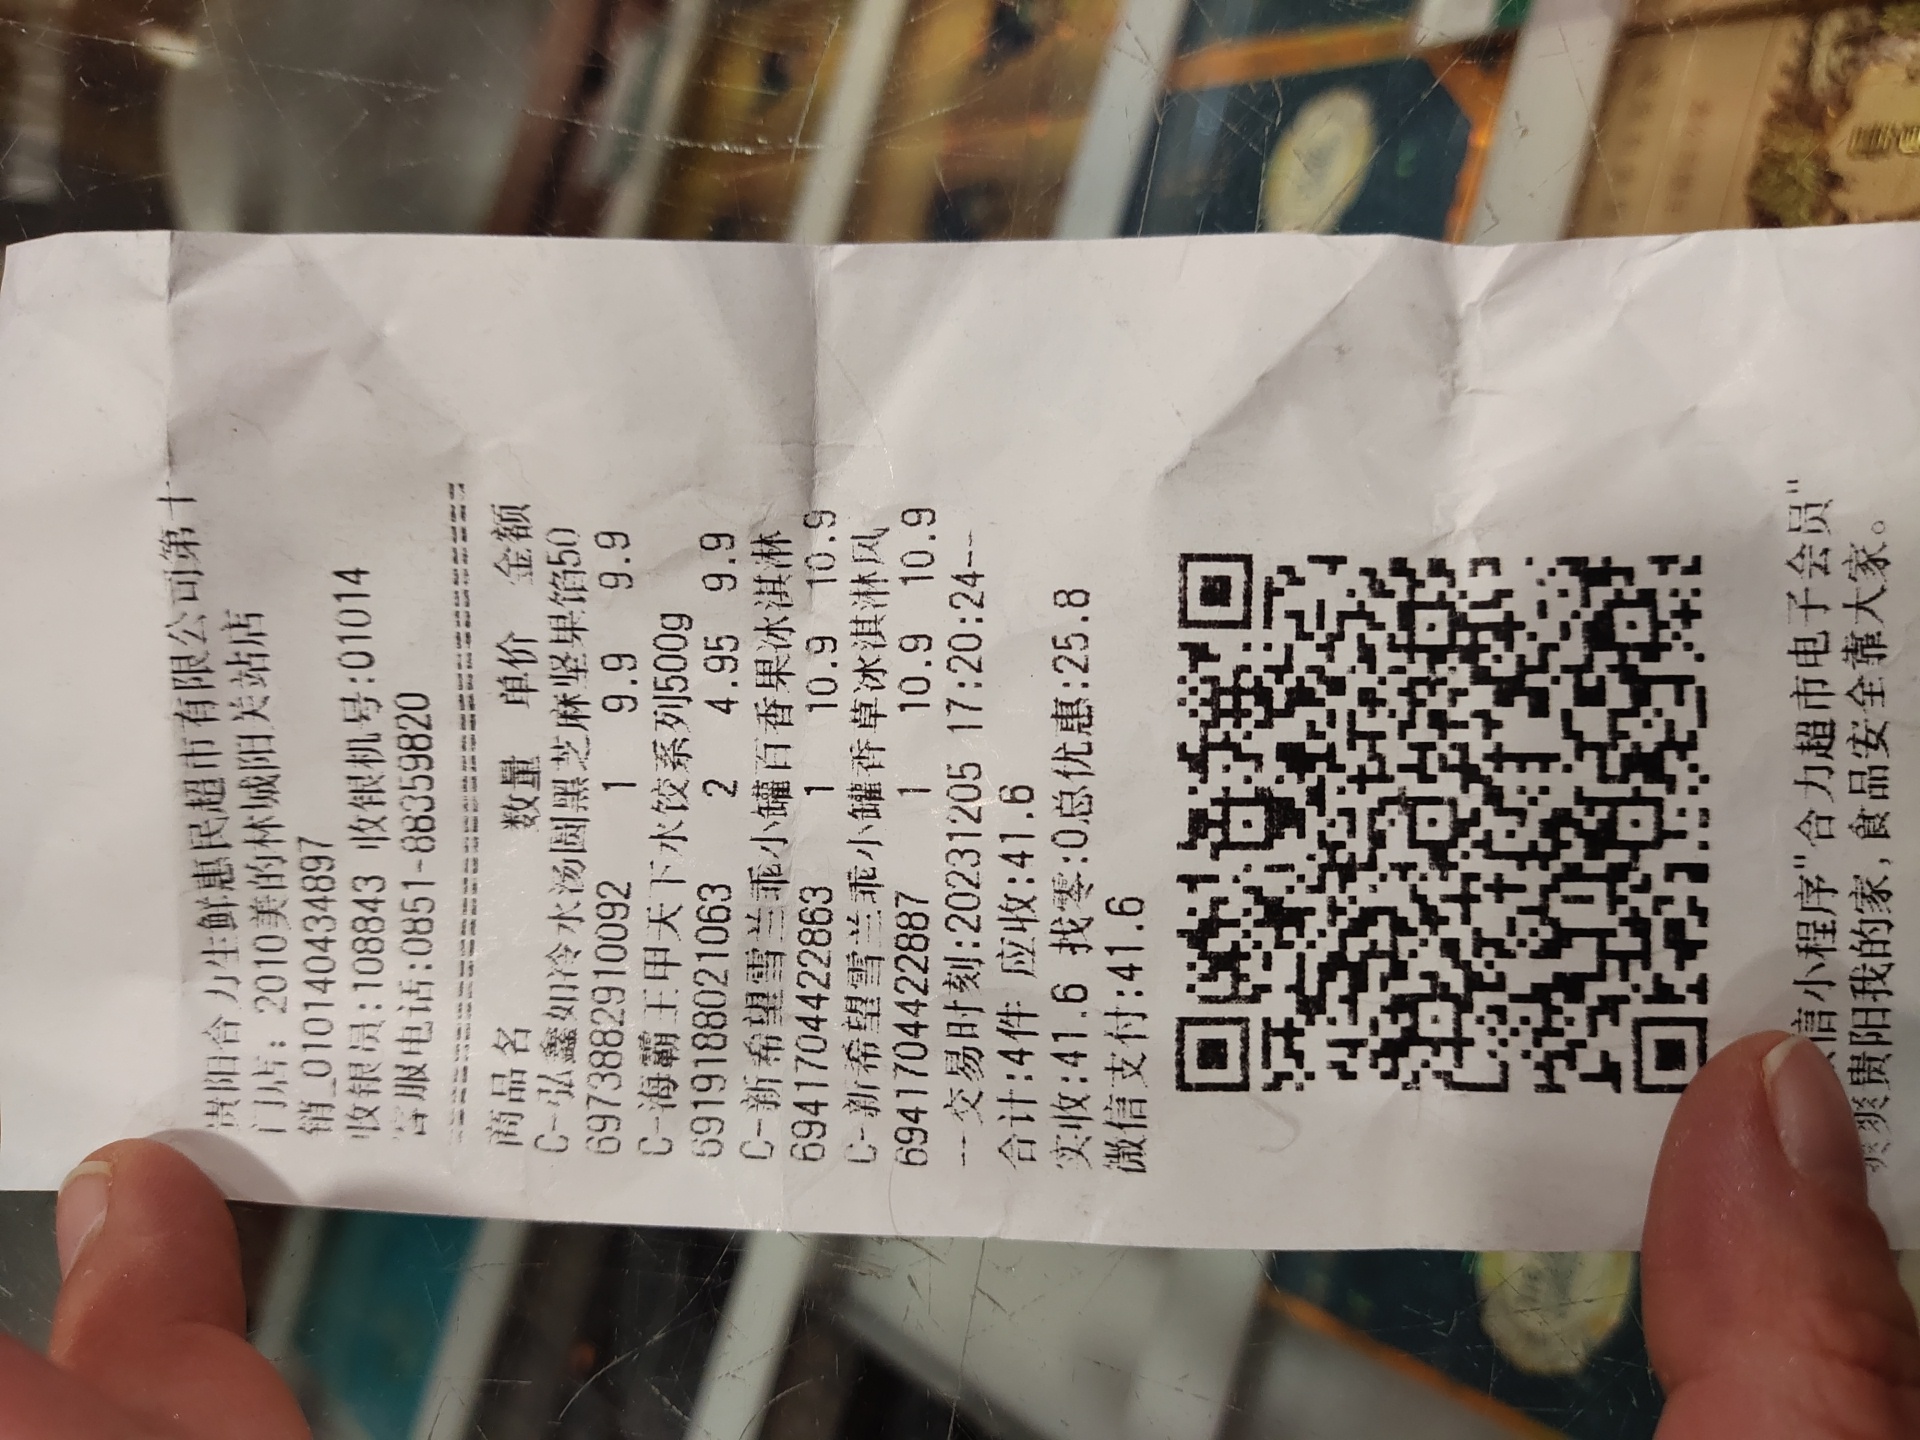 贵阳合力生鲜惠民超市有限公司第十
门店: 2010美的林城阳关站店
销_01014043４897
收银员:108843 收银机号:01014
客服电话:0851-88359820
商品名 数量 单价 金额
C-弘鑫如冷水汤圆黑芝麻坚果馅50
6973882910092 1 9.9 9.9
C-海霸王甲天下水饺系列500g
6919188021063 2 4.95 9.9
C-新希望雪兰乖小罐百香果冰淇淋
6941704422863 1 10.9 10.9
C-新希望雪兰乖小罐香草冰淇淋风
6941704422887 1 10.9 10.9
--交易时刻:20231205 17:20:24--
合计:4件 应收:41.6
实收:41.6 找零:0总优惠:25.8
微信支付:41.6
信小程序"合力超市电子会员"
爽爽贵阳我的家,食品安全靠大家。